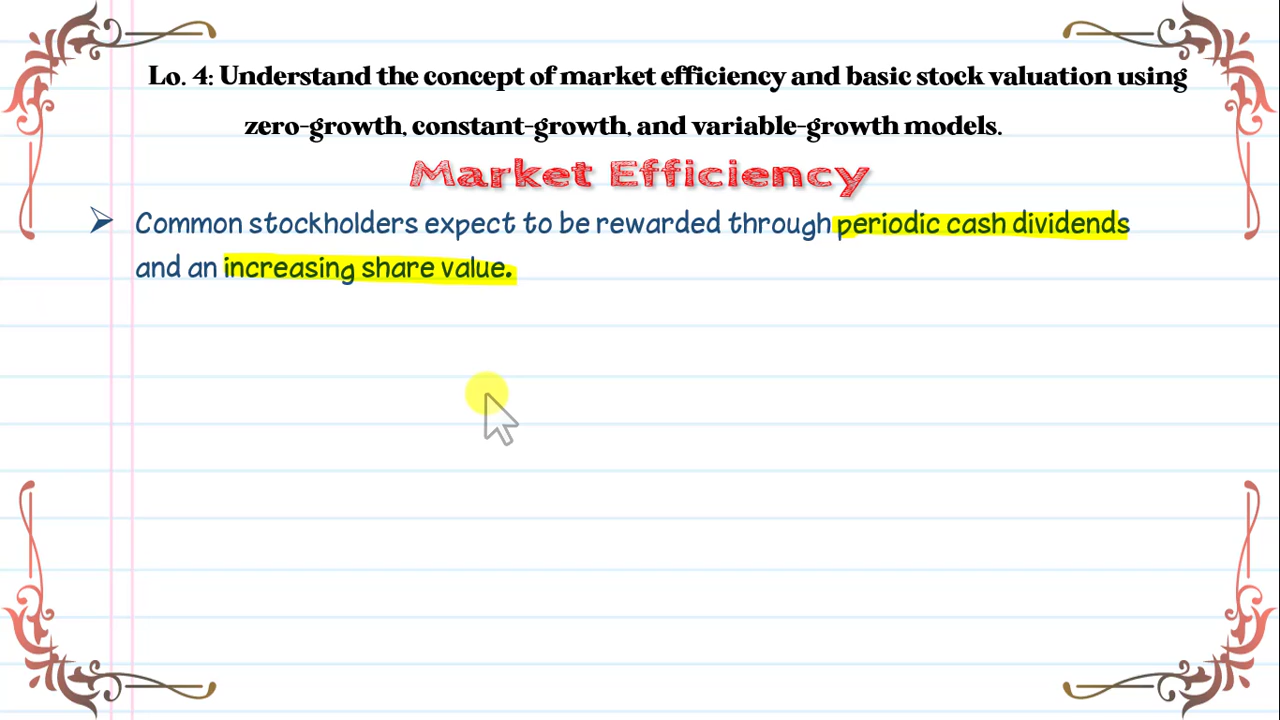 Lo. 4: Understand the concept of market efficiency and basic stock valuation using
zero-growth, constant-growth, and variable-growth models.
Market Efficiency
Common stockholders expect to be rewarded through periodic cash dividends
and an increasing share value.